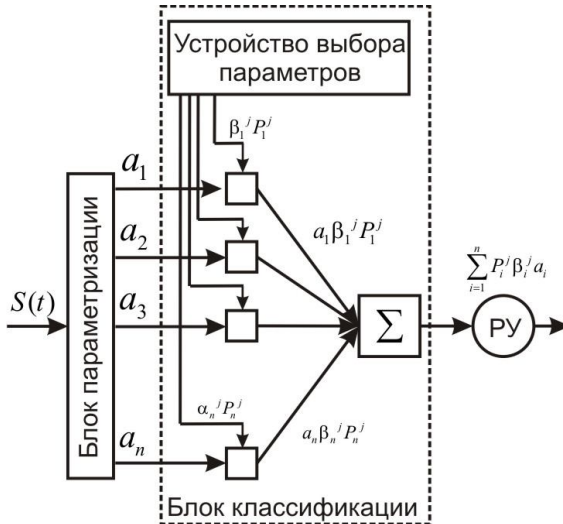 Устройство выбора
параметров
β₁ʲP₁ʲ
a₁
a₂
a₃
aₙ
S(t)
Блок параметризации
a₁β₁ʲP₁ʲ
∑ᵢ₌₁ⁿ Pᵢʲβᵢʲaᵢ
Σ
РУ
αₙʲPₙʲ
aₙβₙʲPₙʲ
Блок классификации